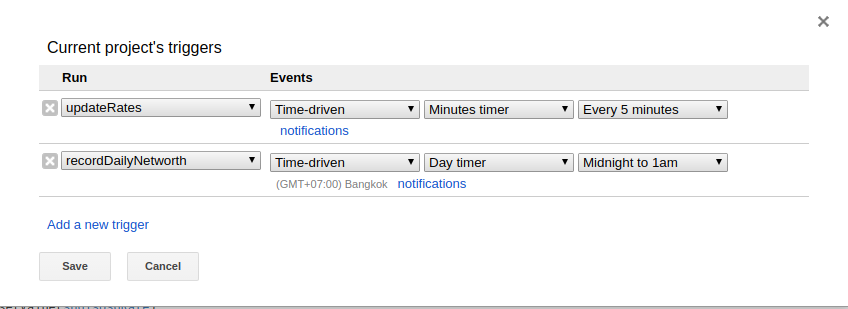 Current project's triggers
Run Events
updateRates Time-driven Minutes timer Every 5 minutes
notifications
recordDailyNetworth Time-driven Day timer Midnight to 1am
(GMT+07:00) Bangkok notifications
Add a new trigger
Save Cancel